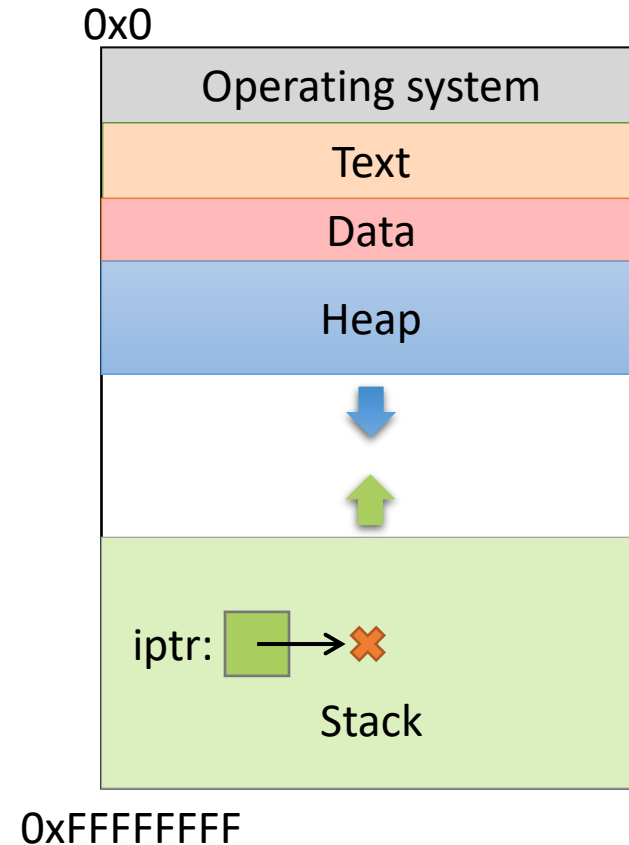 0x0
Operating system
Text
Data
Heap
iptr:
Stack
0xFFFFFFFF